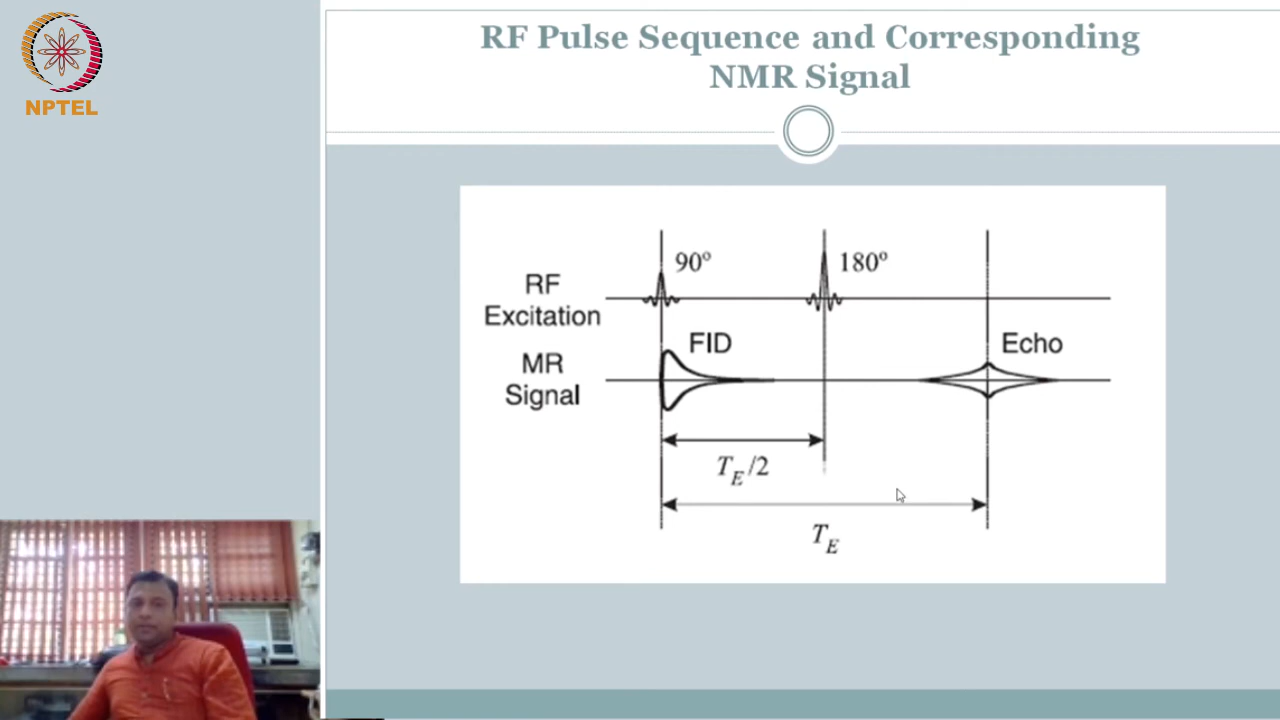 NPTEL
RF Pulse Sequence and Corresponding
NMR Signal
90°
180°
RF
Excitation
FID
Echo
MR
Signal
T_E/2
T_E